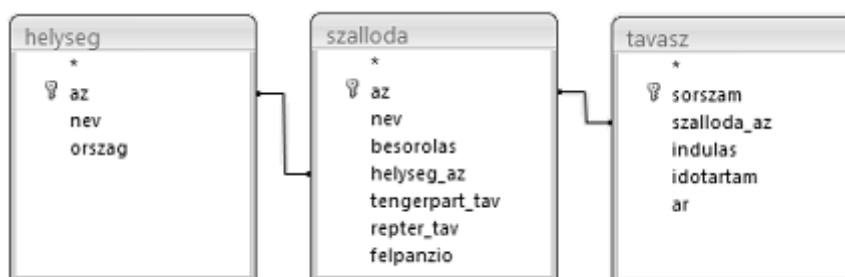 helyseg
*
az
nev
orszag
szalloda
*
az
nev
besorolas
helyseg_az
tengerpart_tav
repter_tav
felpanzio
tavasz
*
sorszam
szalloda_az
indulas
idotartam
ar